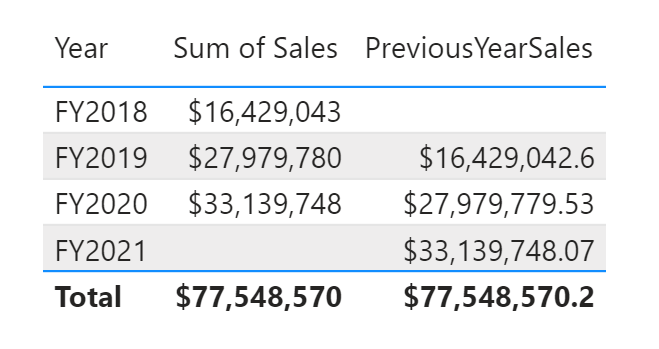 Year Sum of Sales PreviousYearSales
FY2018 $16,429,043
FY2019 $27,979,780 $16,429,042.6
FY2020 $33,139,748 $27,979,779.53
FY2021 $33,139,748.07
Total $77,548,570 $77,548,570.2